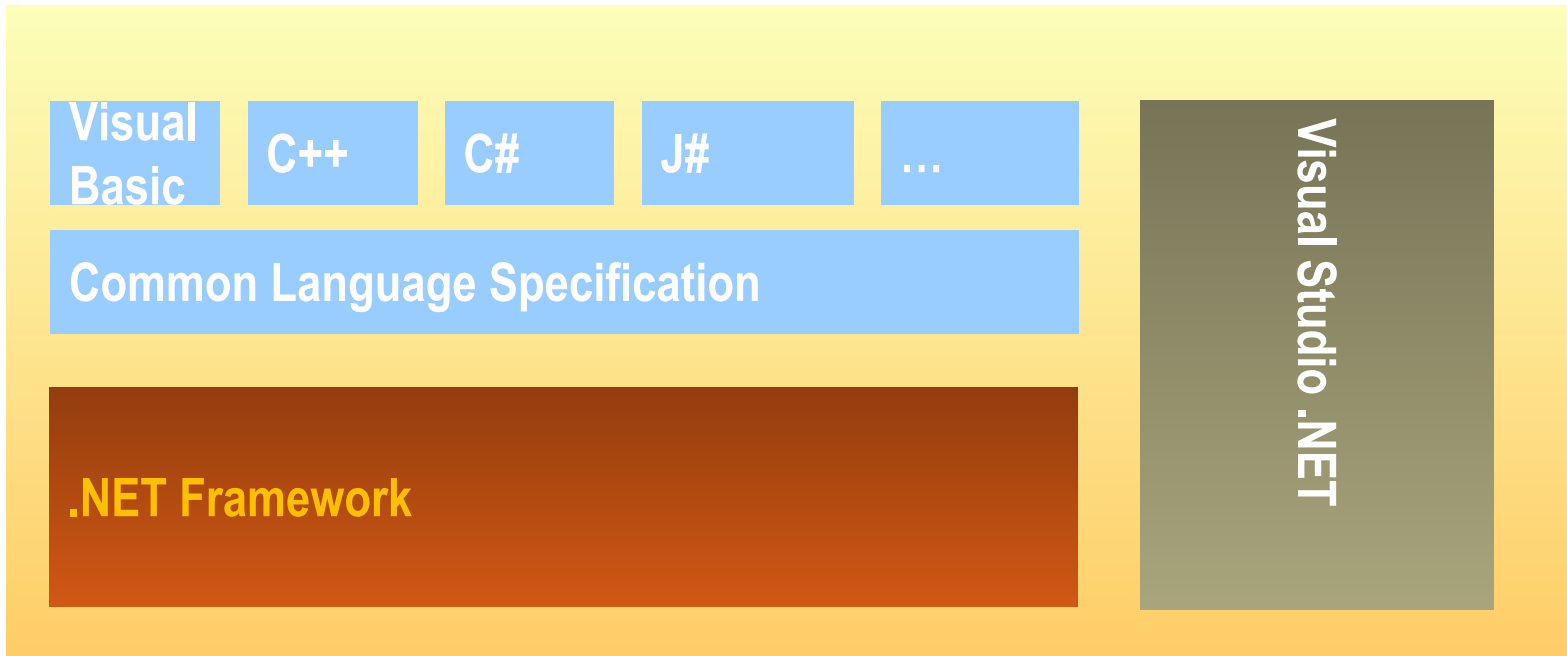 Visual
Basic
C++
C#
J#
…
Common Language Specification
.NET Framework
Visual Studio .NET